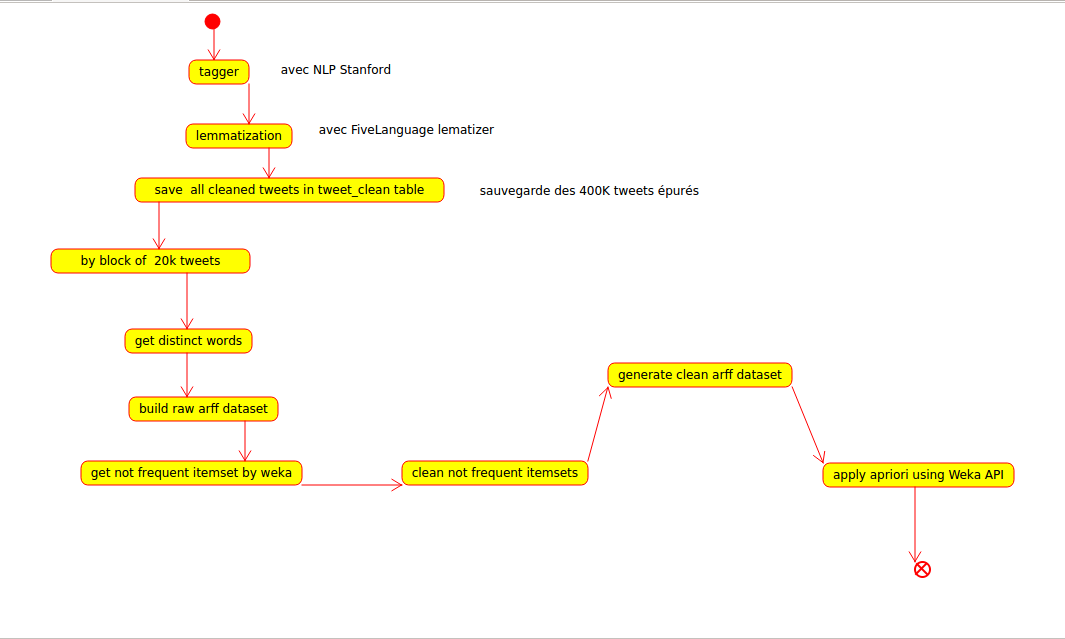 tagger
avec NLP Stanford
lemmatization
avec FiveLanguage lematizer
save all cleaned tweets in tweet_clean table
sauvegarde des 400K tweets épurés
by block of 20k tweets
get distinct words
build raw arff dataset
get not frequent itemset by weka
clean not frequent itemsets
generate clean arff dataset
apply apriori using Weka API